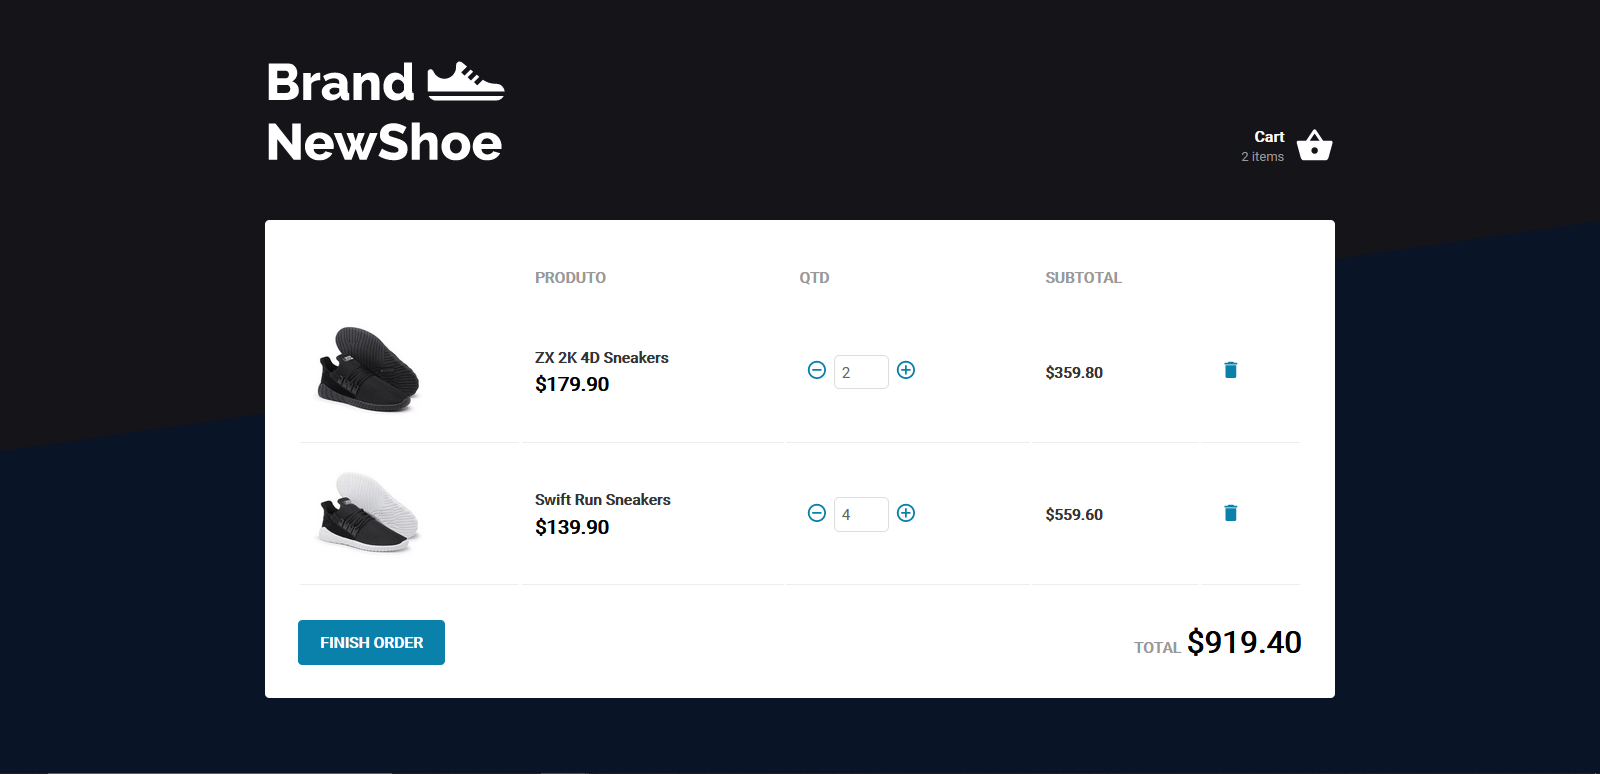 Brand
NewShoe
Cart
2 items
PRODUTO QTD SUBTOTAL
ZX 2K 4D Sneakers
$179.90
2
$359.80
Swift Run Sneakers
$139.90
4
$559.60
FINISH ORDER
TOTAL $919.40